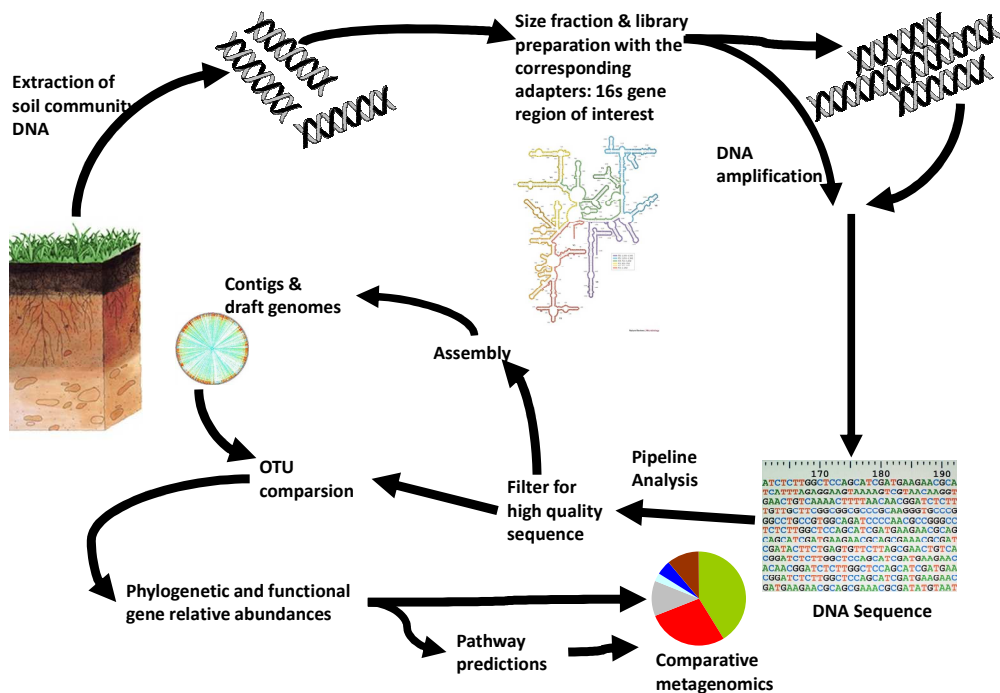 Extraction of
soil community
DNA
Size fraction & library
preparation with the
corresponding
adapters: 16s gene
region of interest
DNA
amplification
Contigs &
draft genomes
Assembly
OTU
comparsion
Filter for
high quality
sequence
Pipeline
Analysis
170 180 190
ATCTCTTGGCTCCAGCATCGATGAAGAACGCA
TCATTTAGAGGAAGTAAAAGTCGTAACAAGGT
GAACTGTCAAAACTTTTAACAACGGATCTCTT
TGTTGCTTCGGCGGCGCCCGCAAGGGTGCCCG
GGCCTGCCGTGGCAGATCCCCAACGCCGGGCC
TCTCTTGGCTCCAGCATCGATGAAGAACGCAG
CAGCATCGATGAAGAACGCAGCGAAACGCGAT
CGATACTTCTGAGTGTTCTTAGCGAACTGTCA
CGGATCTCTTGGCTCCAGCATCGATGAAGAAC
ACAACGGATCTCTTGGCTCCAGCATCGATGAA
CGGATCTCTTGGCTCCAGCATCGATGAAGAAC
GATGAAGAACGCAGCGAAACGCGATATGTAAT
DNA Sequence
Phylogenetic and functional
gene relative abundances
Pathway
predictions
Comparative
metagenomics